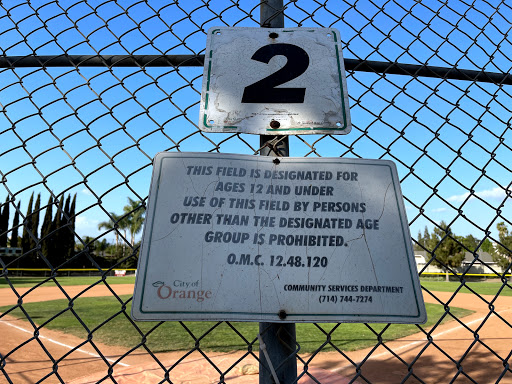 2
THIS FIELD IS DESIGNATED FOR
AGES 12 AND UNDER
USE OF THIS FIELD BY PERSONS
OTHER THAN THE DESIGNATED AGE
GROUP IS PROHIBITED.
O.M.C. 12.48.120
City of
Orange
COMMUNITY SERVICES DEPARTMENT
(714) 744-7274